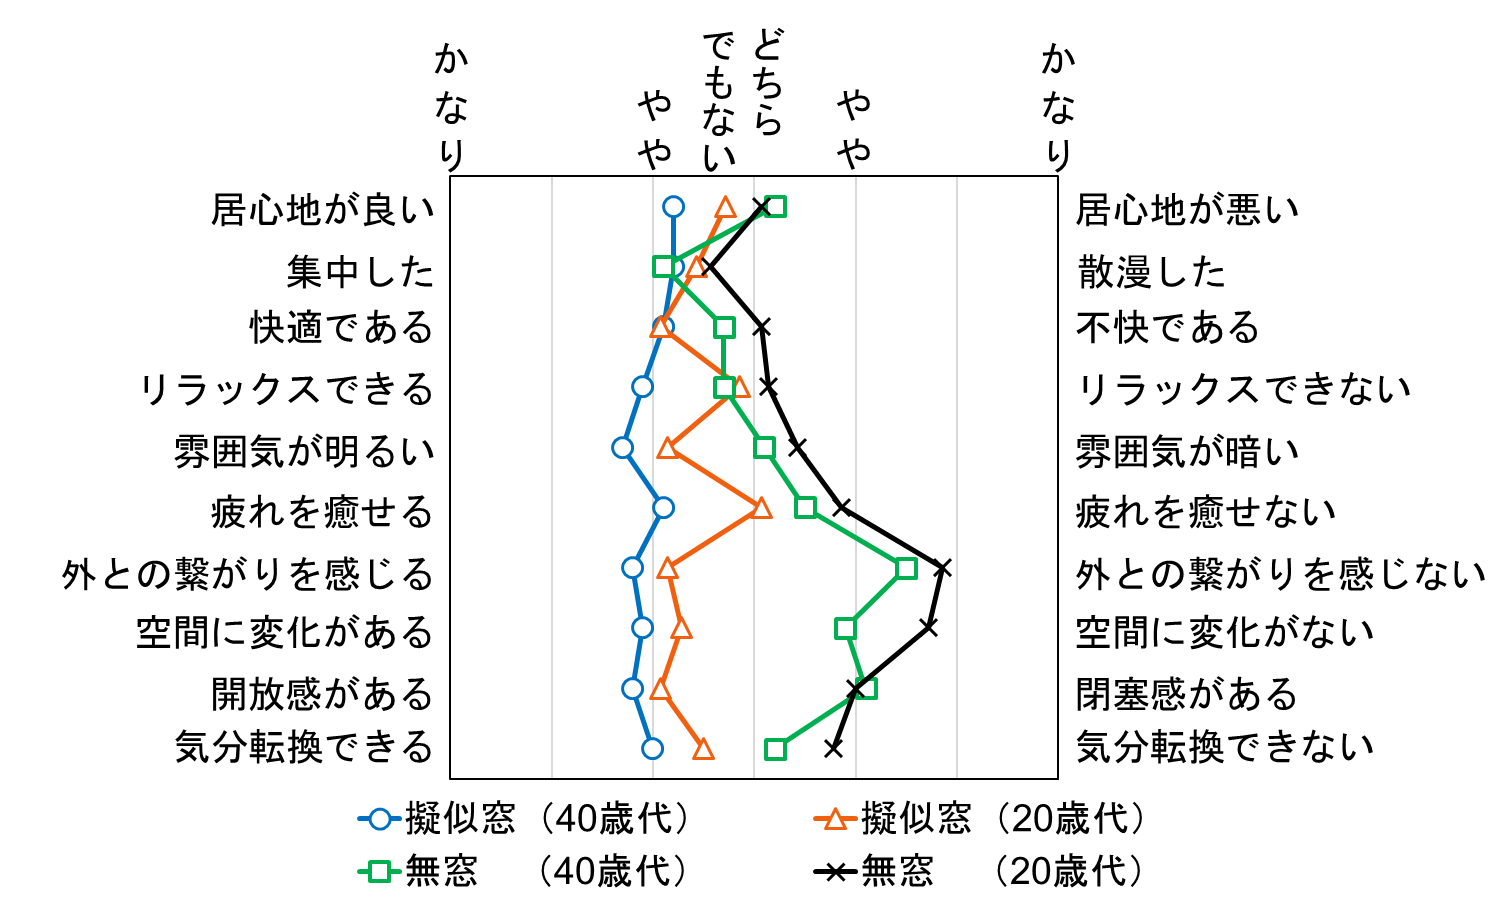 かなり
やや
どちら
でもない
やや
かなり
居心地が良い
居心地が悪い
集中した
散漫した
快適である
不快である
リラックスできる
リラックスできない
雰囲気が明るい
雰囲気が暗い
疲れを癒せる
疲れを癒せない
外との繋がりを感じる
外との繋がりを感じない
空間に変化がある
空間に変化がない
開放感がある
閉塞感がある
気分転換できる
気分転換できない
擬似窓（40歳代）
擬似窓（20歳代）
無窓　（40歳代）
無窓　（20歳代）